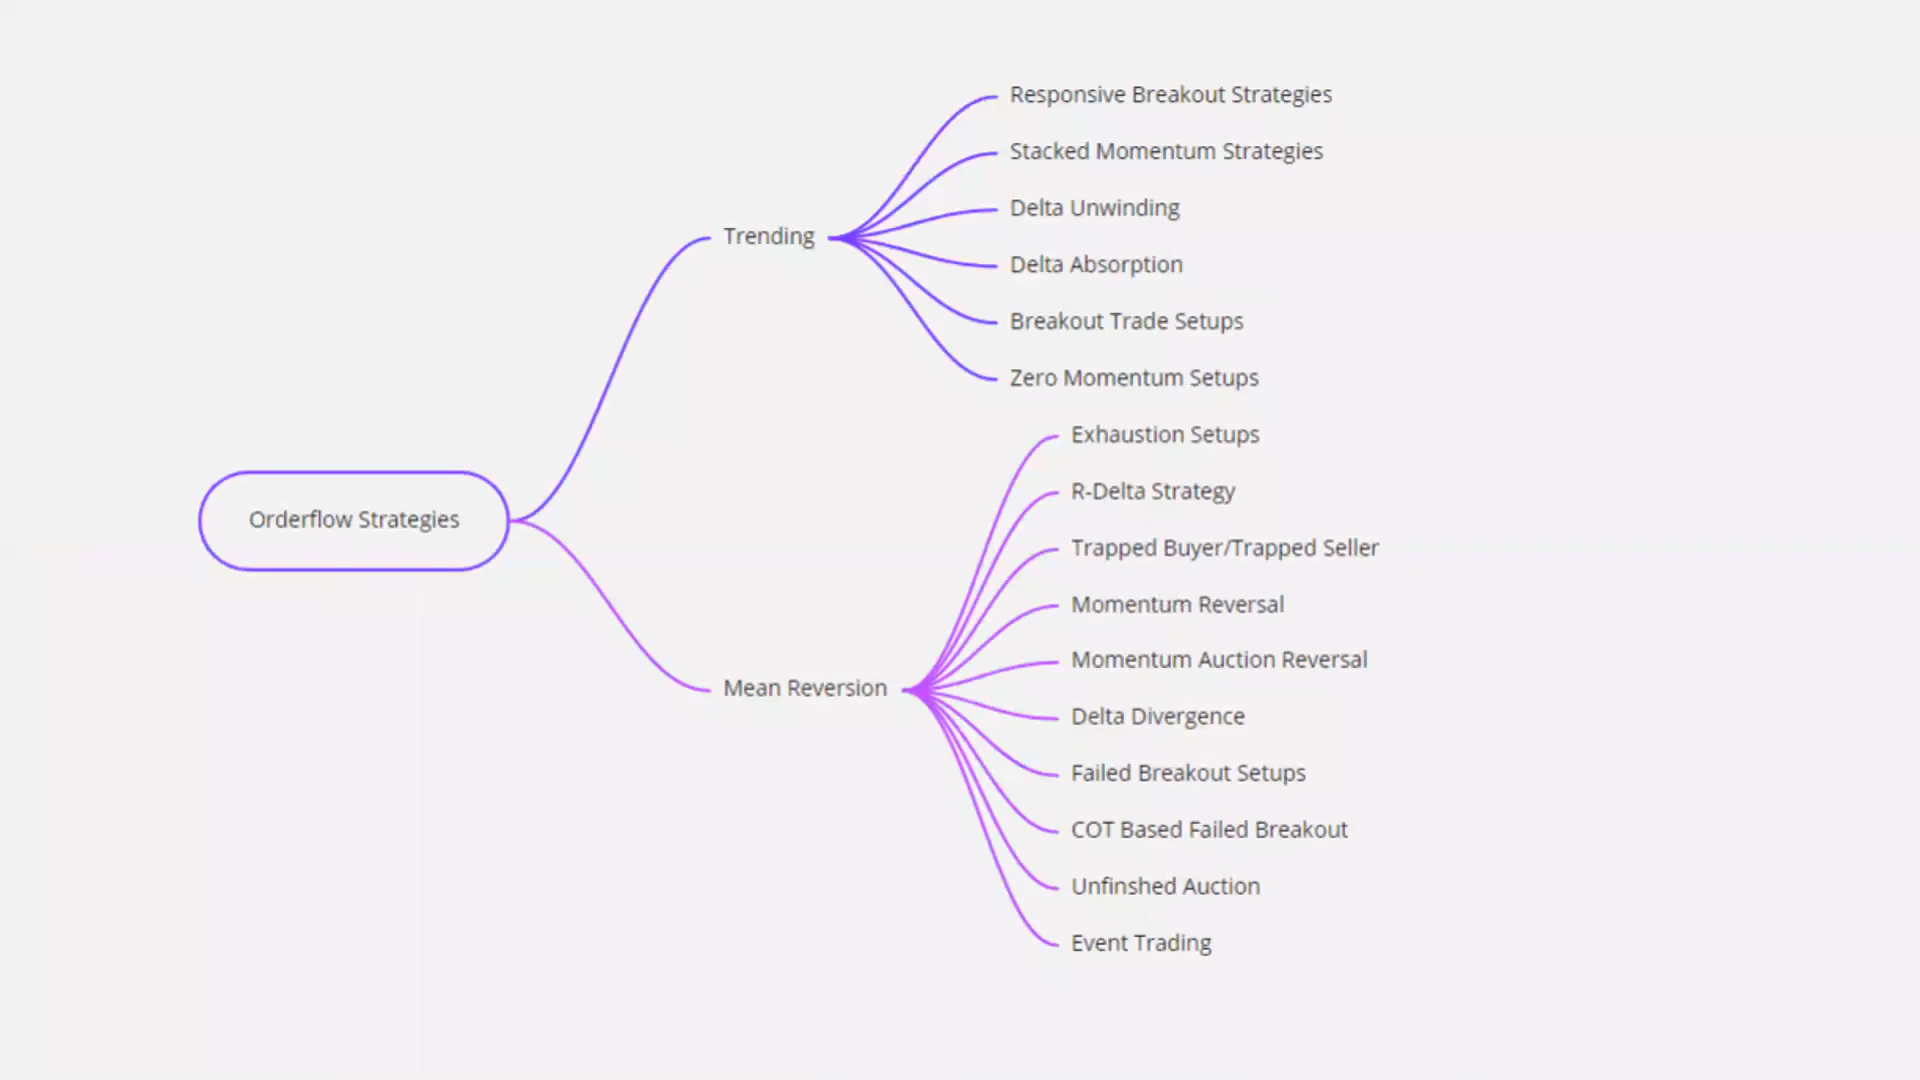 Orderflow Strategies
Trending
Responsive Breakout Strategies
Stacked Momentum Strategies
Delta Unwinding
Delta Absorption
Breakout Trade Setups
Zero Momentum Setups
Mean Reversion
Exhaustion Setups
R-Delta Strategy
Trapped Buyer/Trapped Seller
Momentum Reversal
Momentum Auction Reversal
Delta Divergence
Failed Breakout Setups
COT Based Failed Breakout
Unfinshed Auction
Event Trading